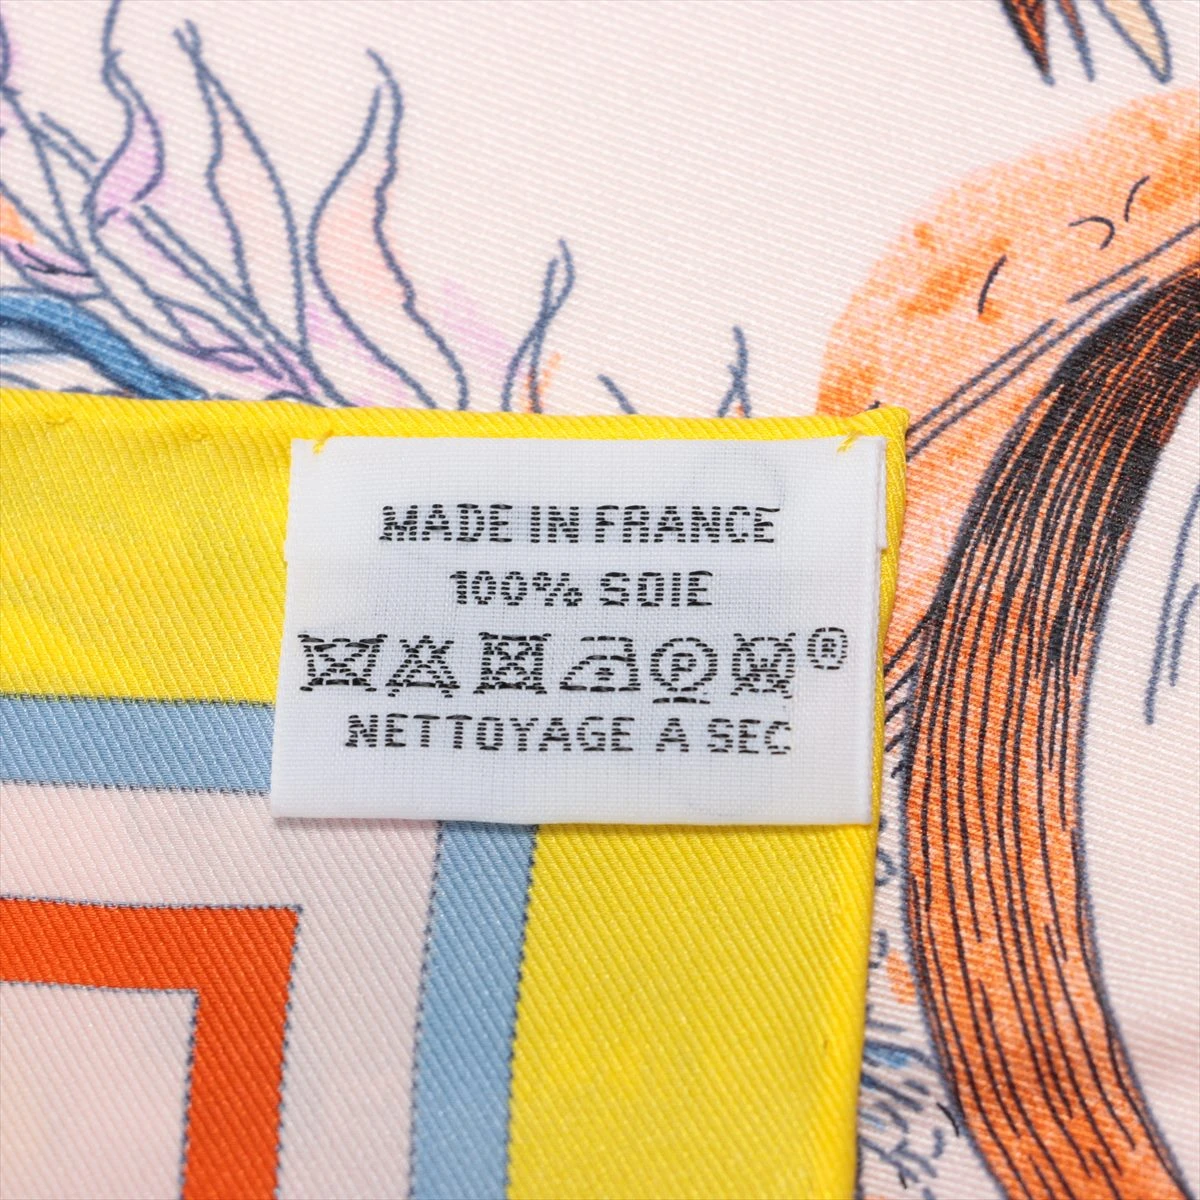 MADE IN FRANCE
100% SOIE
P W ®
NETTOYAGE A SEC